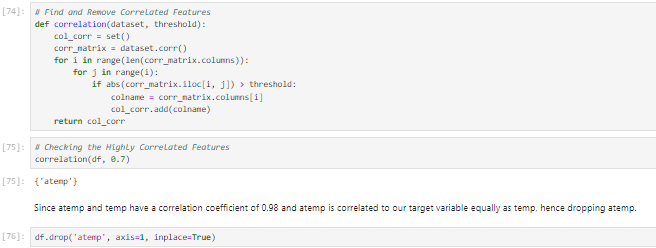 [74]: # Find and Remove Correlated Features
def correlation(dataset, threshold):
col_corr = set()
corr_matrix = dataset.corr()
for i in range(len(corr_matrix.columns)):
for j in range(i):
if abs(corr_matrix.iloc[i, j]) > threshold:
colname = corr_matrix.columns[i]
col_corr.add(colname)
return col_corr
[75]: # Checking the Highly Correlated Features
correlation(df, 0.7)
[75]: {'atemp'}
Since atemp and temp have a correlation coefficient of 0.98 and atemp is correlated to our target variable equally as temp, hence dropping atemp.
[76]: df.drop('atemp', axis=1, inplace=True)